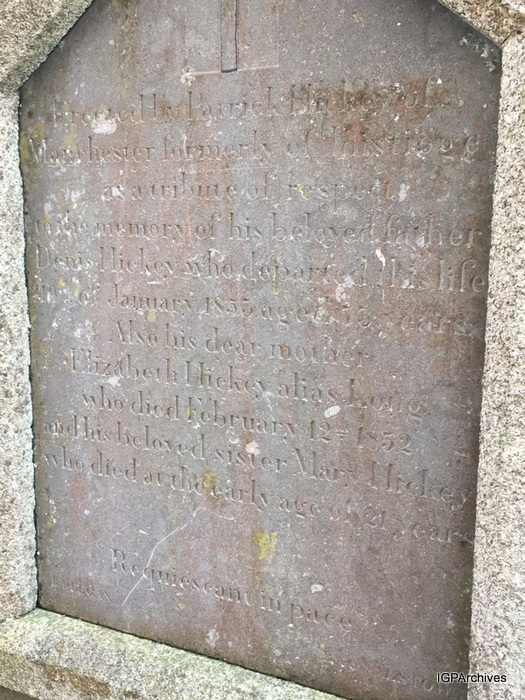 Erected by Patrick Hickey of
Manchester formerly of Inistioge
as a tribute of respect
to the memory of his beloved father
Denis Hickey who departed this life
of January 1855 aged years
Also his dear mother
Elizabeth Hickey alias Long
who died February 12th 1852
and his beloved sister Mary Hickey
who died at the early age of 21 years
Requiescant in pace
IGPArchives